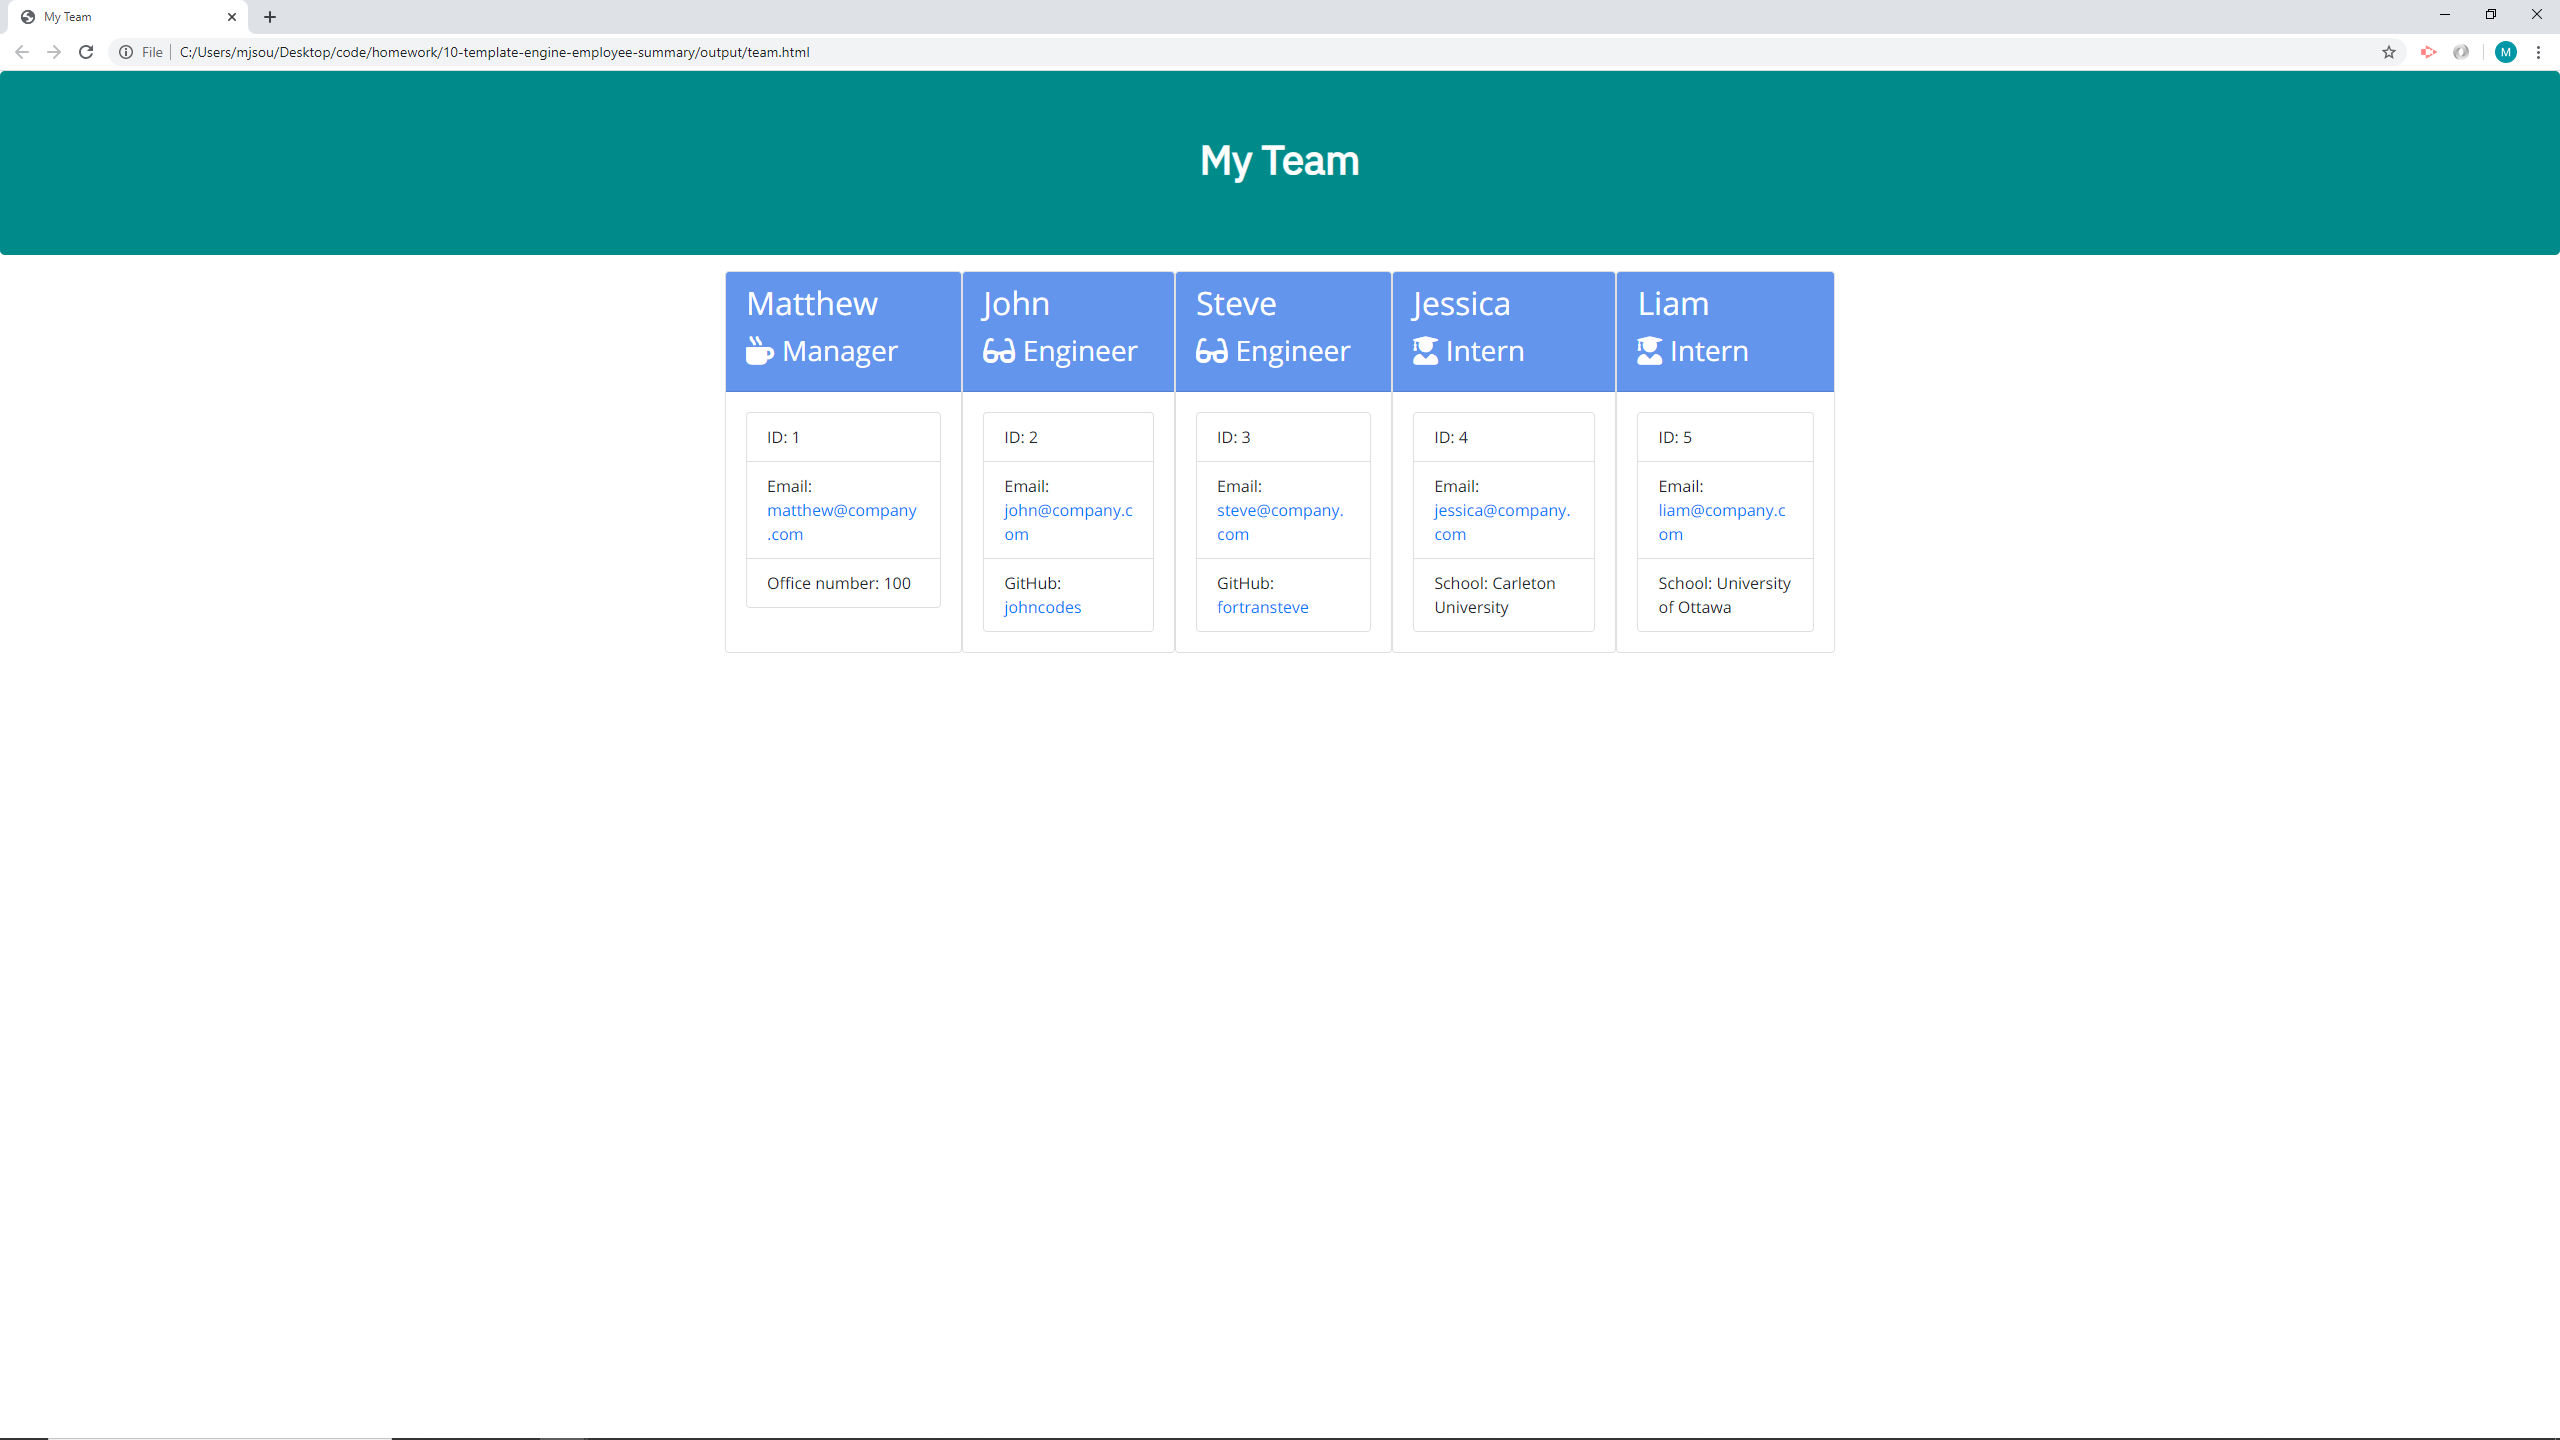 My Team
File C:/Users/mjsou/Desktop/code/homework/10-template-engine-employee-summary/output/team.html
M
My Team
Matthew
Manager
ID: 1
Email:
matthew@company
.com
Office number: 100
John
Engineer
ID: 2
Email:
john@company.c
om
GitHub:
johncodes
Steve
Engineer
ID: 3
Email:
steve@company.
com
GitHub:
fortransteve
Jessica
Intern
ID: 4
Email:
jessica@company.
com
School: Carleton
University
Liam
Intern
ID: 5
Email:
liam@company.c
om
School: University
of Ottawa